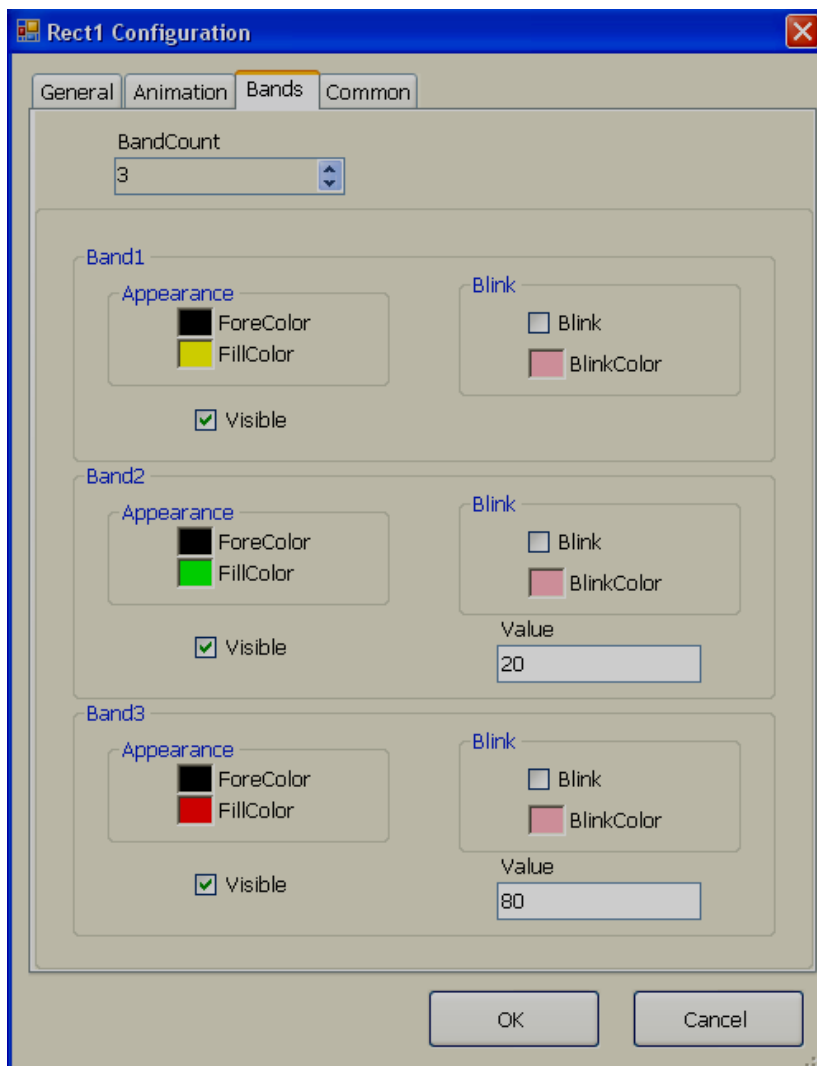 Rect1 Configuration
General Animation Bands Common
BandCount
3
Band1
Appearance
ForeColor
FillColor
Visible
Blink
Blink
BlinkColor
Band2
Appearance
ForeColor
FillColor
Visible
Blink
Blink
BlinkColor
Value
20
Band3
Appearance
ForeColor
FillColor
Visible
Blink
Blink
BlinkColor
Value
80
OK Cancel